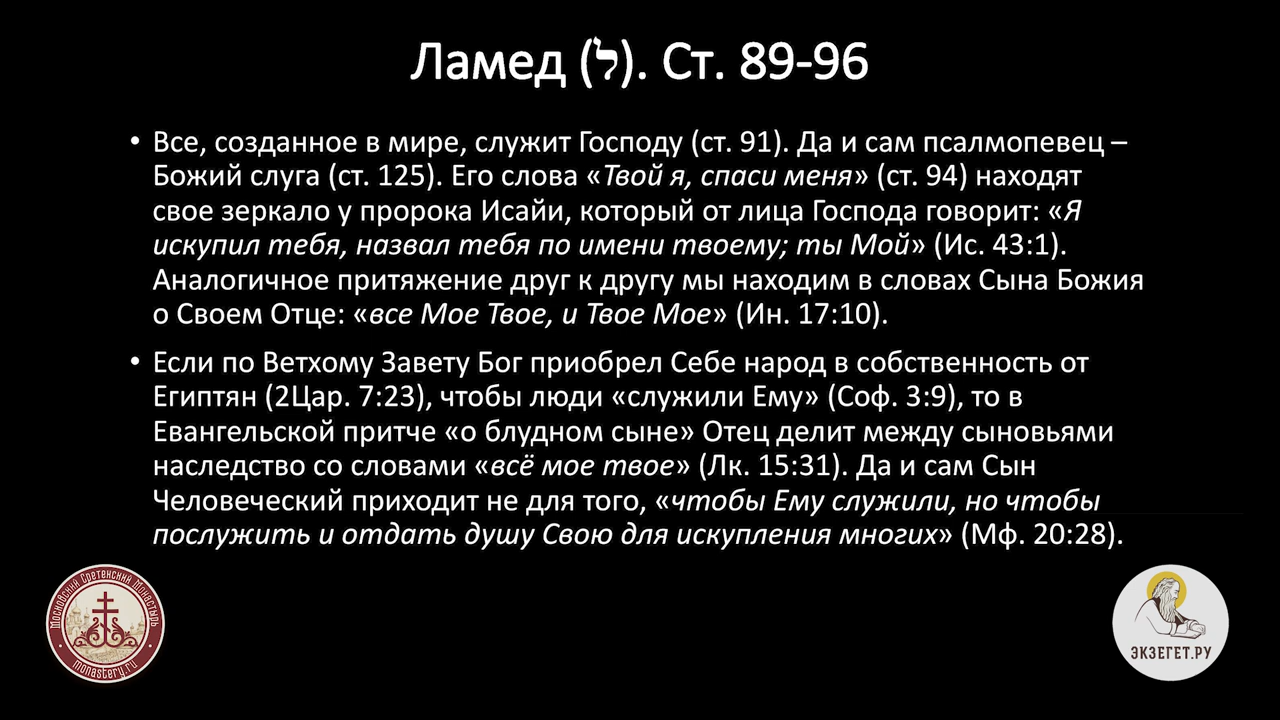 Ламед (ל). Ст. 89-96
• Все, созданное в мире, служит Господу (ст. 91). Да и сам псалмопевец –
Божий слуга (ст. 125). Его слова «Твой я, спаси меня» (ст. 94) находят
свое зеркало у пророка Исайи, который от лица Господа говорит: «Я
искупил тебя, назвал тебя по имени твоему; ты Мой» (Ис. 43:1).
Аналогичное притяжение друг к другу мы находим в словах Сына Божия
о Своем Отце: «все Мое Твое, и Твое Мое» (Ин. 17:10).
• Если по Ветхому Завету Бог приобрел Себе народ в собственность от
Египтян (2Цар. 7:23), чтобы люди «служили Ему» (Соф. 3:9), то в
Евангельской притче «о блудном сыне» Отец делит между сыновьями
наследство со словами «всё мое твое» (Лк. 15:31). Да и сам Сын
Человеческий приходит не для того, «чтобы Ему служили, но чтобы
послужить и отдать душу Свою для искупления многих» (Мф. 20:28).
Московский Сретенский Монастырь
monastery.ru
ЭКЗЕГЕТ.РУ